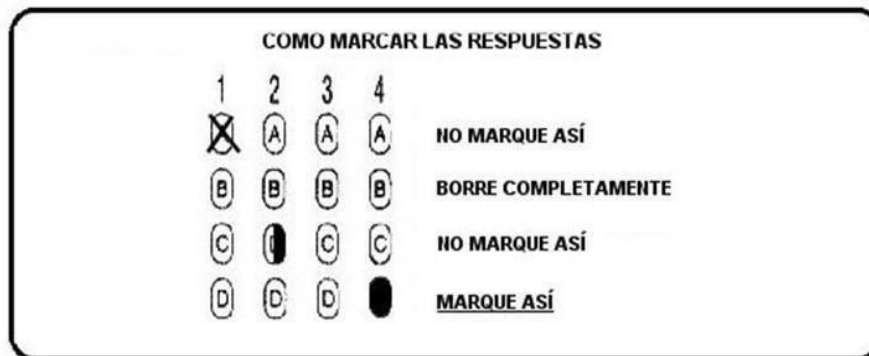 COMO MARCAR LAS RESPUESTAS
1 2 3 4
A A A NO MARQUE ASÍ
B B B B BORRE COMPLETAMENTE
C C C NO MARQUE ASÍ
D D D MARQUE ASÍ